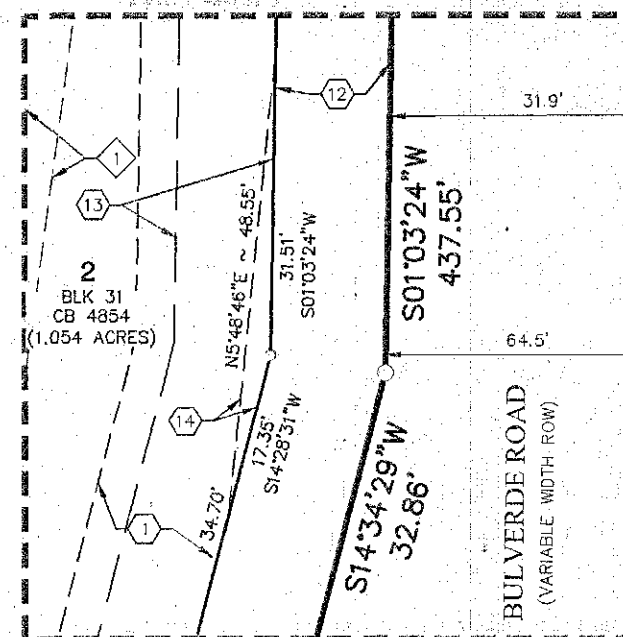 12
31.9'
1
13
N5°48'46"E ~ 48.55'
31.51'
S01°03'24"W
S01°03'24"W
437.55'
2
BLK 31
CB 4854
(1.054 ACRES)
64.5'
14
17.35'
S14°28'31"W
34.70'
1
S14°34'29"W
32.86'
BULVERDE ROAD
(VARIABLE WIDTH ROW)